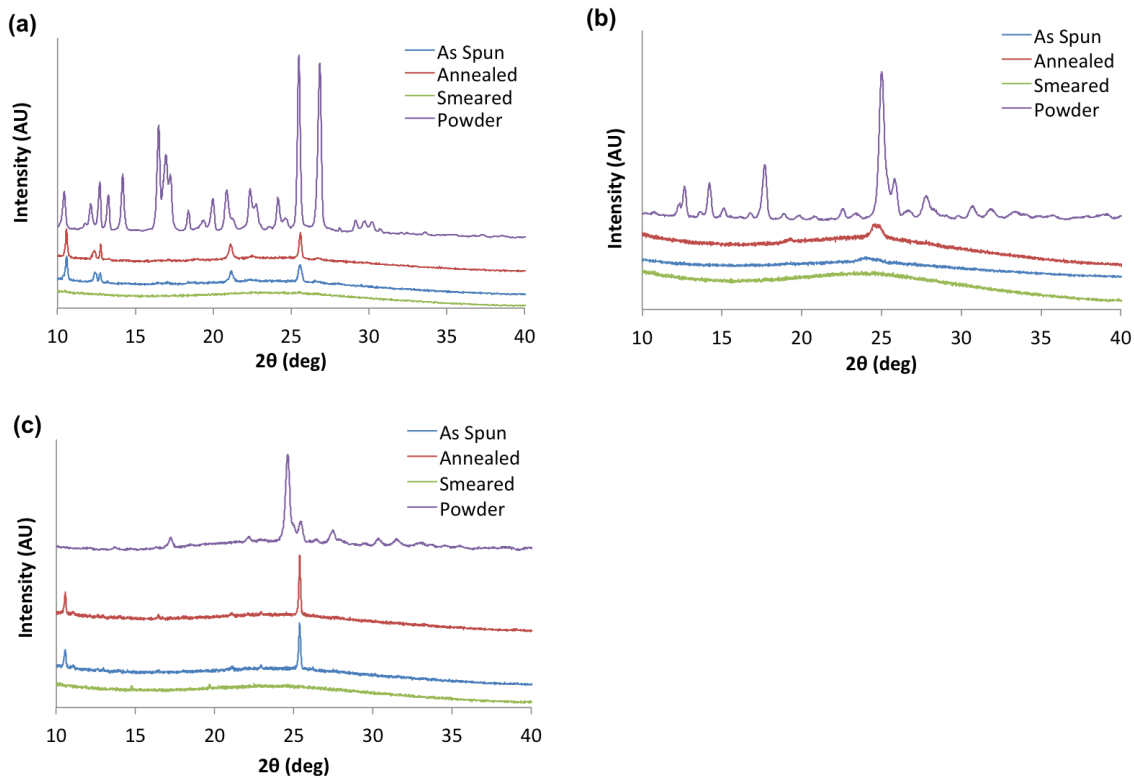 (a)
As Spun
Annealed
Smeared
Powder
Intensity (AU)
10 15 20 25 30 35 40
2θ (deg)
(b)
As Spun
Annealed
Smeared
Powder
Intensity (AU)
10 15 20 25 30 35 40
2θ (deg)
(c)
As Spun
Annealed
Smeared
Powder
Intensity (AU)
10 15 20 25 30 35 40
2θ (deg)